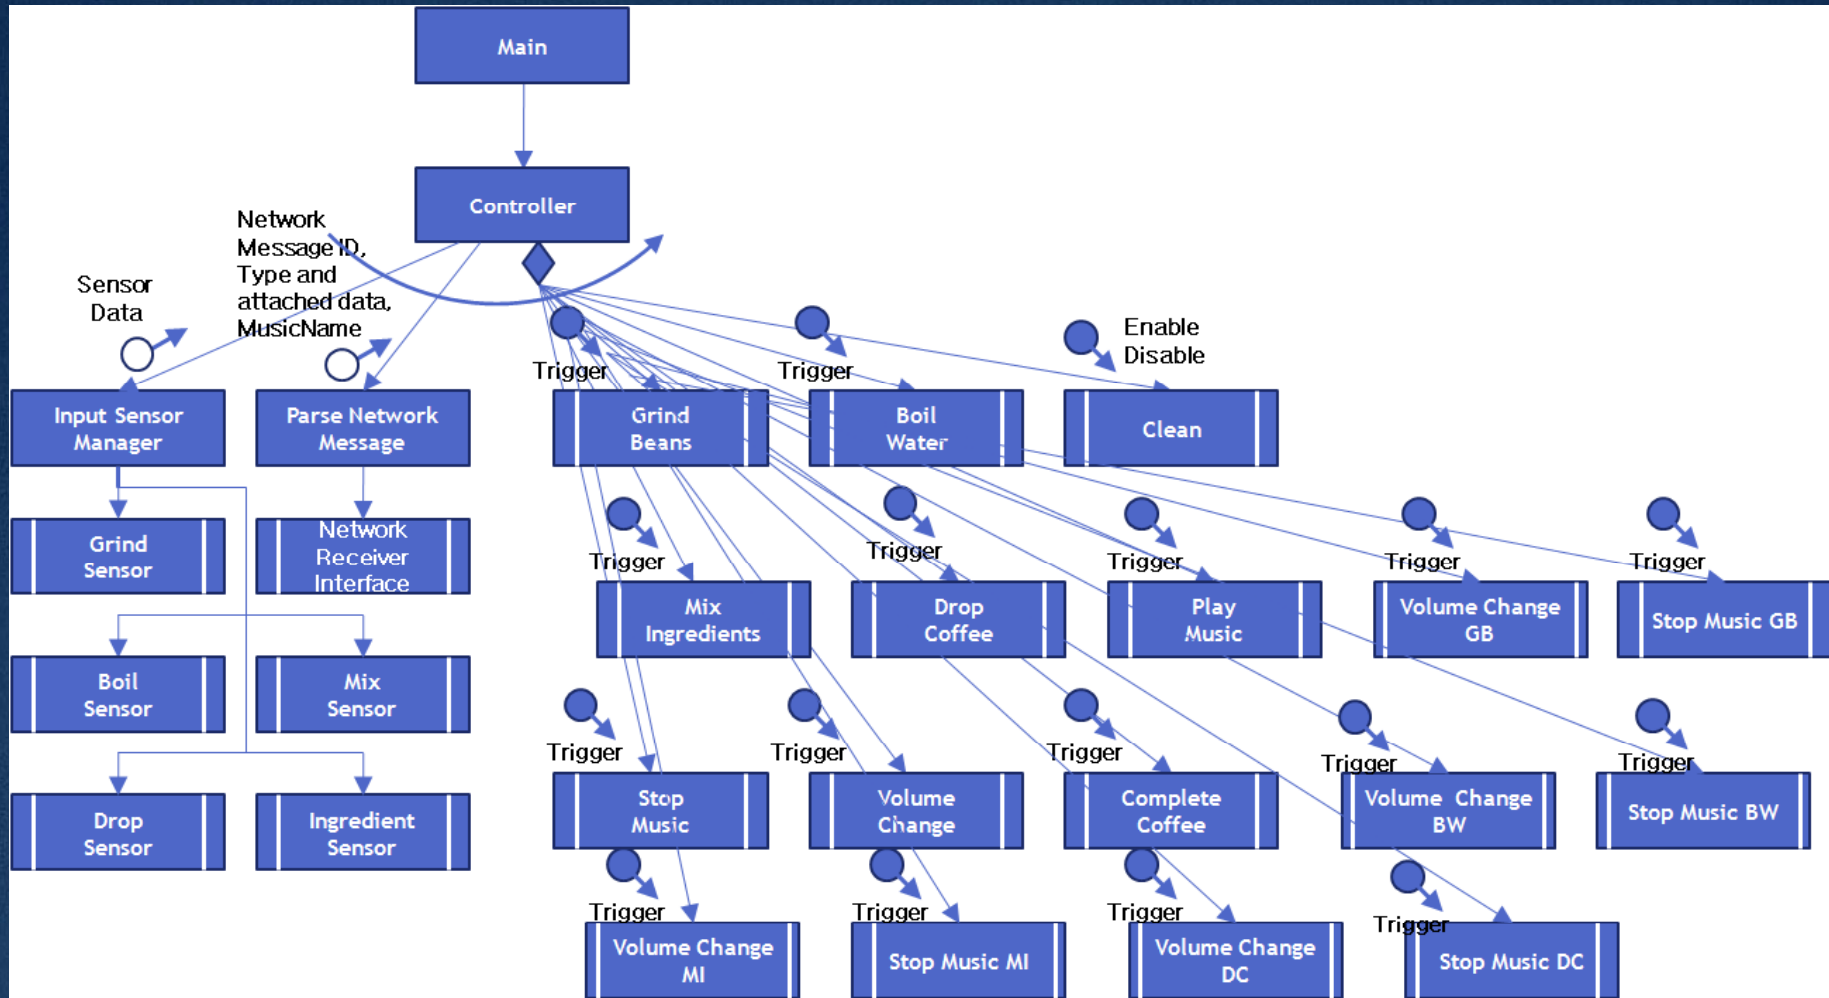 Main
Controller
Network
Message ID,
Type and
attached data,
MusicName
Sensor
Data
Trigger
Trigger
Enable
Disable
Input Sensor
Manager
Parse Network
Message
Grind
Beans
Boil
Water
Clean
Grind
Sensor
Network
Receiver
Interface
Trigger
Trigger
Trigger
Trigger
Trigger
Mix
Ingredients
Drop
Coffee
Play
Music
Volume Change
GB
Stop Music GB
Boil
Sensor
Mix
Sensor
Trigger
Trigger
Trigger
Trigger
Trigger
Drop
Sensor
Ingredient
Sensor
Stop
Music
Volume
Change
Complete
Coffee
Volume Change
BW
Stop Music BW
Trigger
Trigger
Trigger
Trigger
Volume Change
MI
Stop Music MI
Volume Change
DC
Stop Music DC